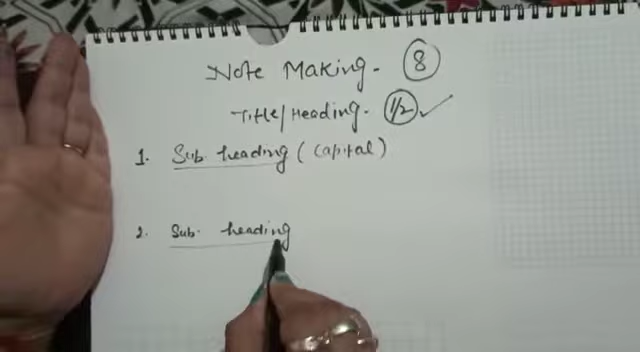 Note Making. 8
Title/Heading. 1/2 ✓
1. Sub heading (Capital)
2. Sub. heading